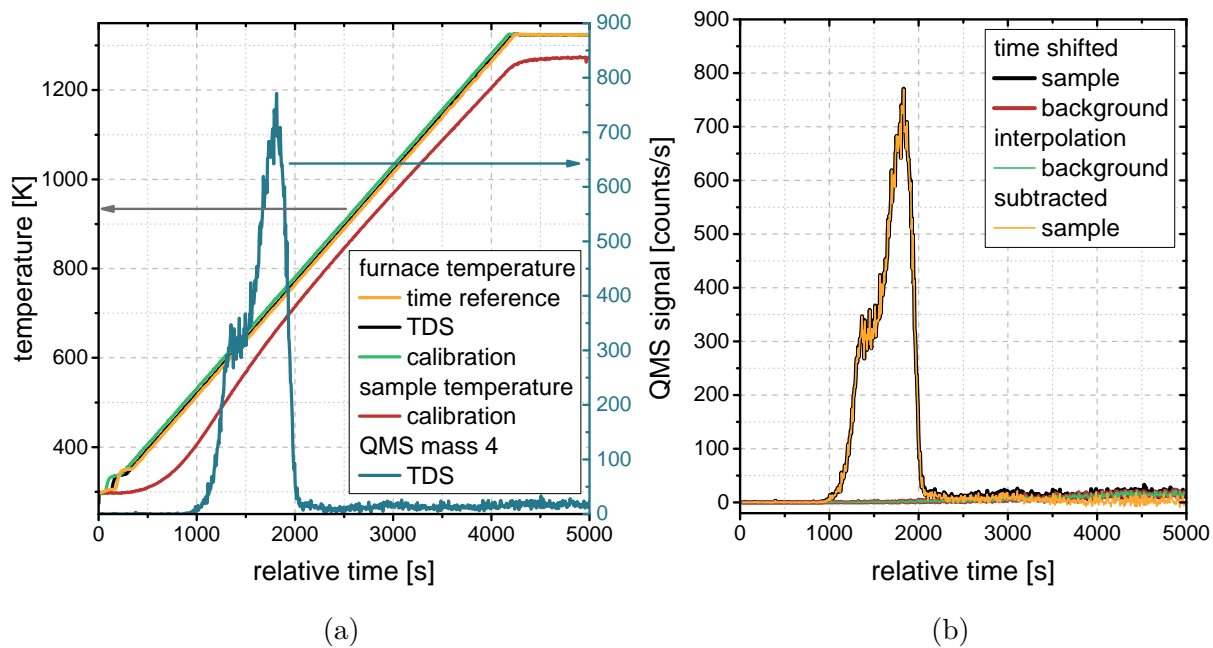 temperature [K]
1200
1000
800
600
400
900
800
700
600
500
400
300
200
100
0
furnace temperature
time reference
TDS
calibration
sample temperature
calibration
QMS mass 4
TDS
0 1000 2000 3000 4000 5000
relative time [s]
(a)
QMS signal [counts/s]
900
800
700
600
500
400
300
200
100
0
time shifted
sample
background
interpolation
background
subtracted
sample
0 1000 2000 3000 4000 5000
relative time [s]
(b)